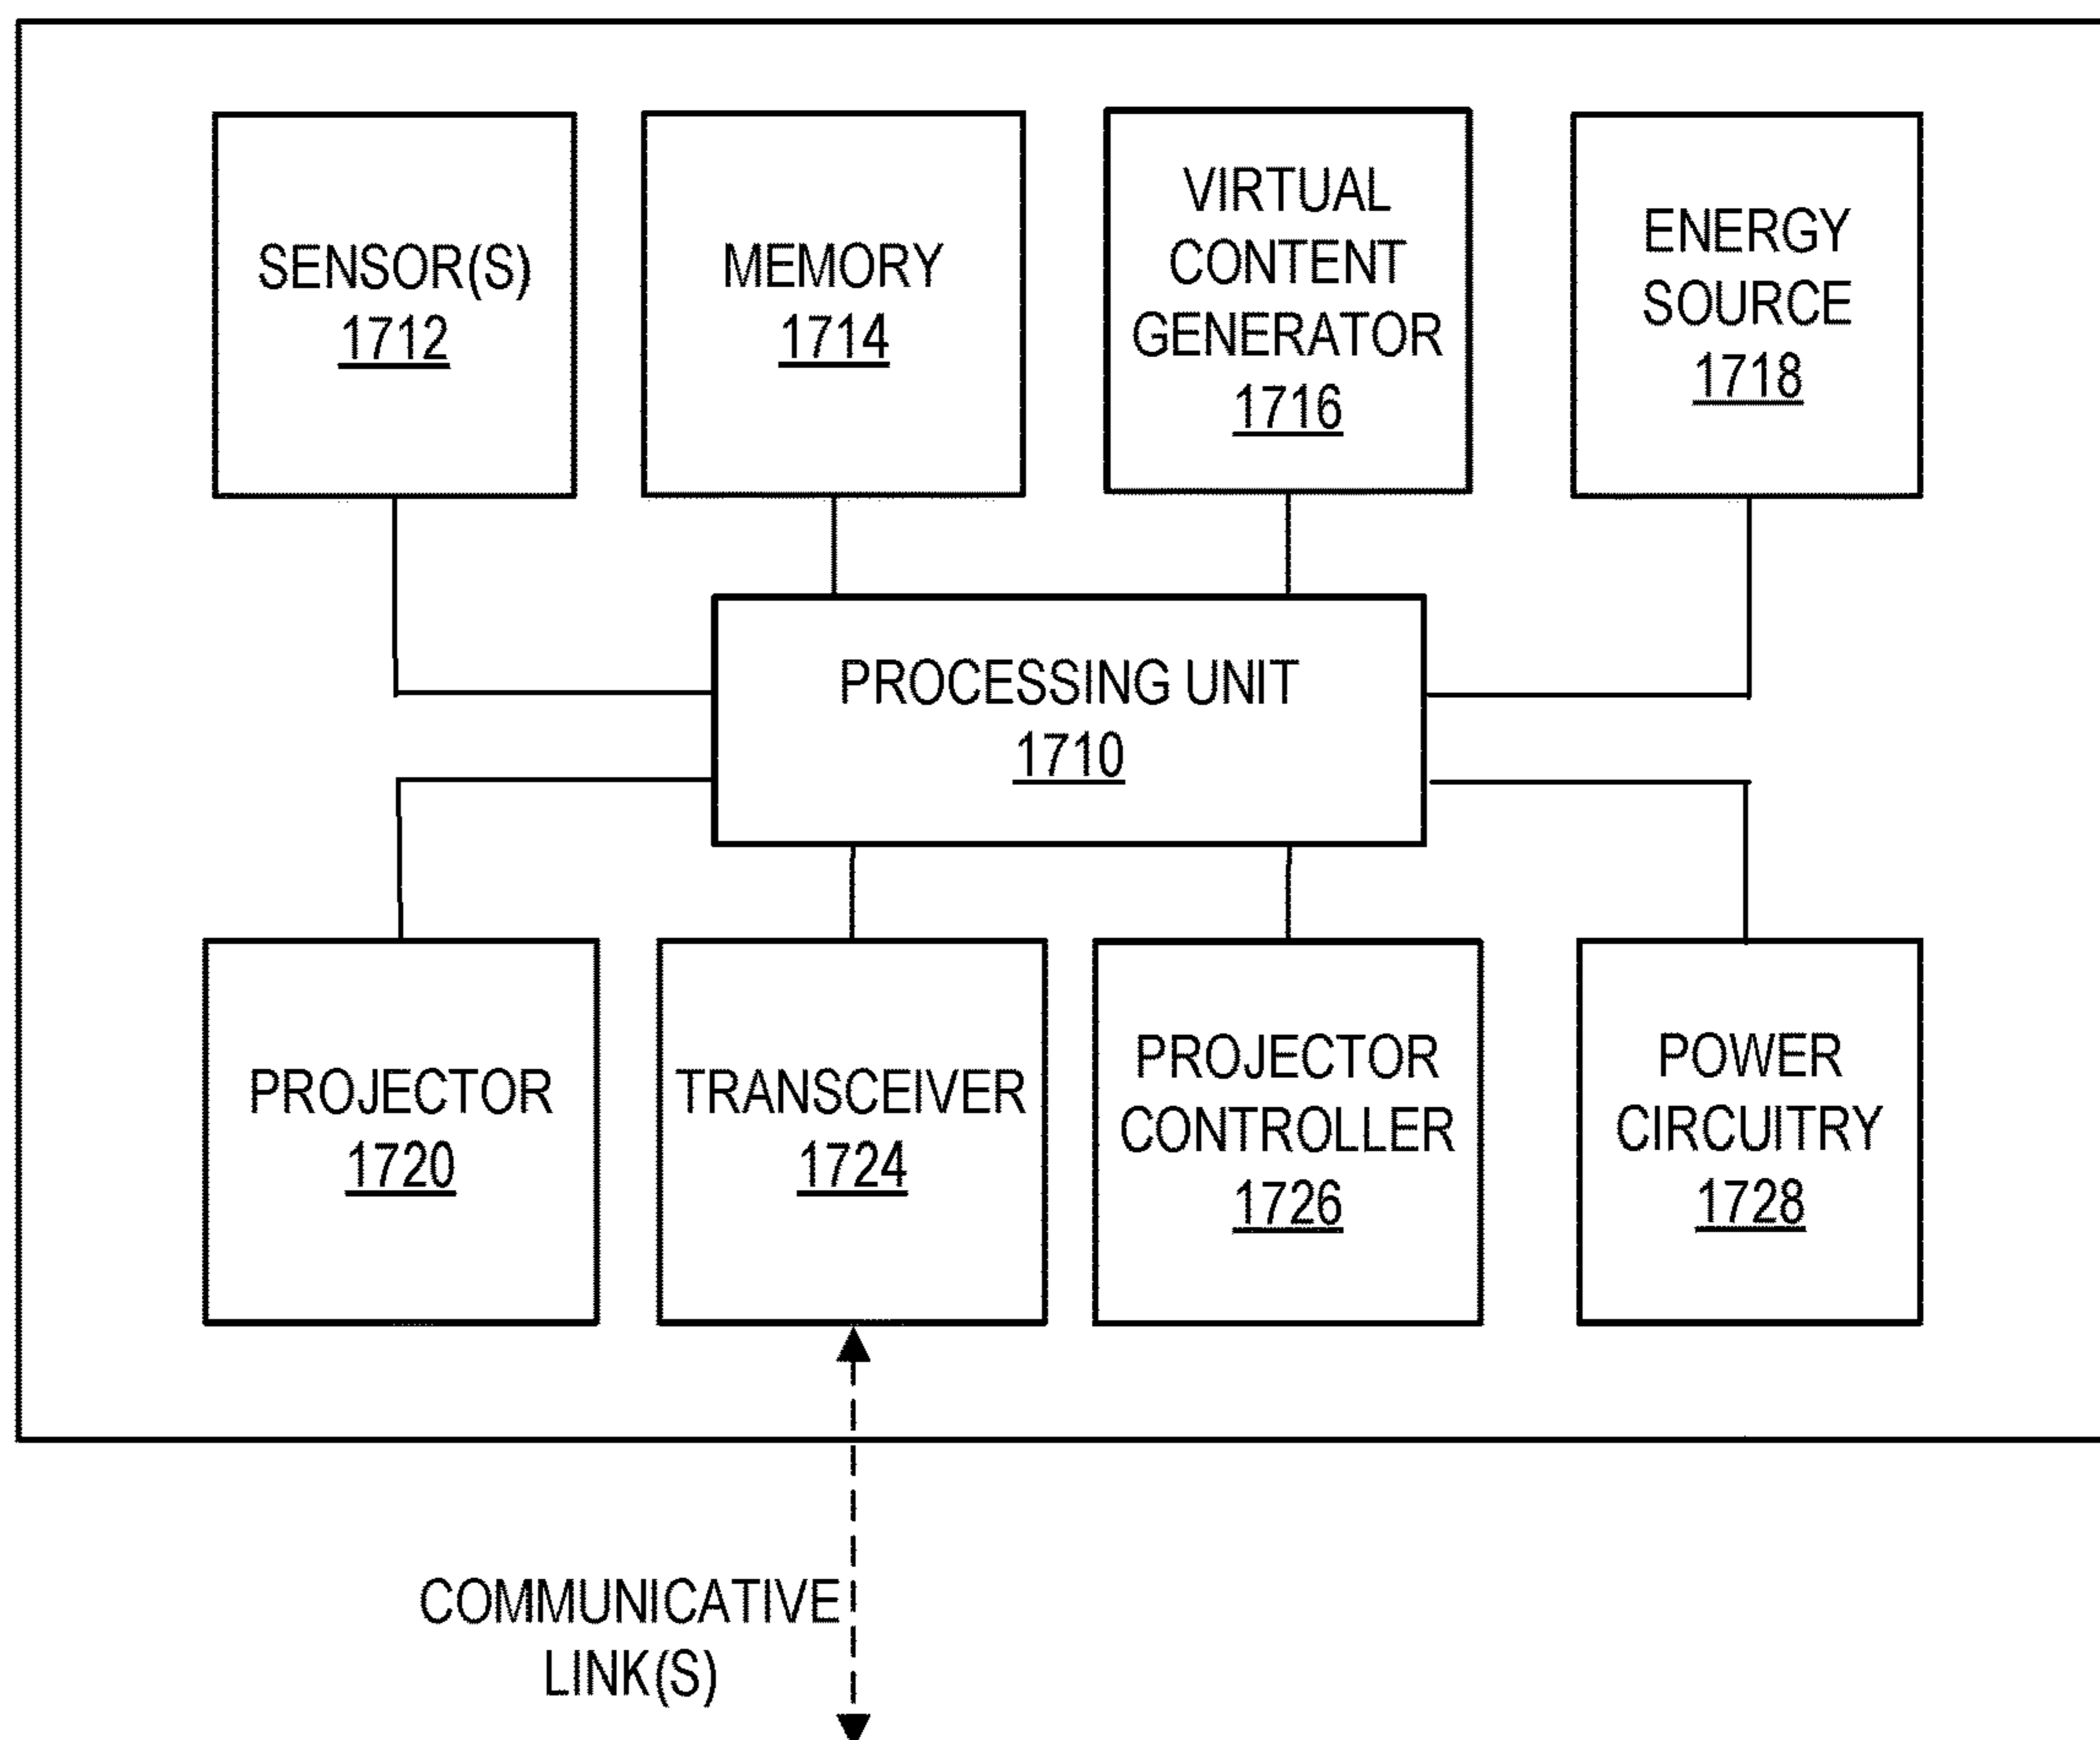 SENSOR(S)
1712
MEMORY
1714
VIRTUAL
CONTENT
GENERATOR
1716
ENERGY
SOURCE
1718
PROCESSING UNIT
1710
PROJECTOR
1720
TRANSCEIVER
1724
PROJECTOR
CONTROLLER
1726
POWER
CIRCUITRY
1728
COMMUNICATIVE
LINK(S)